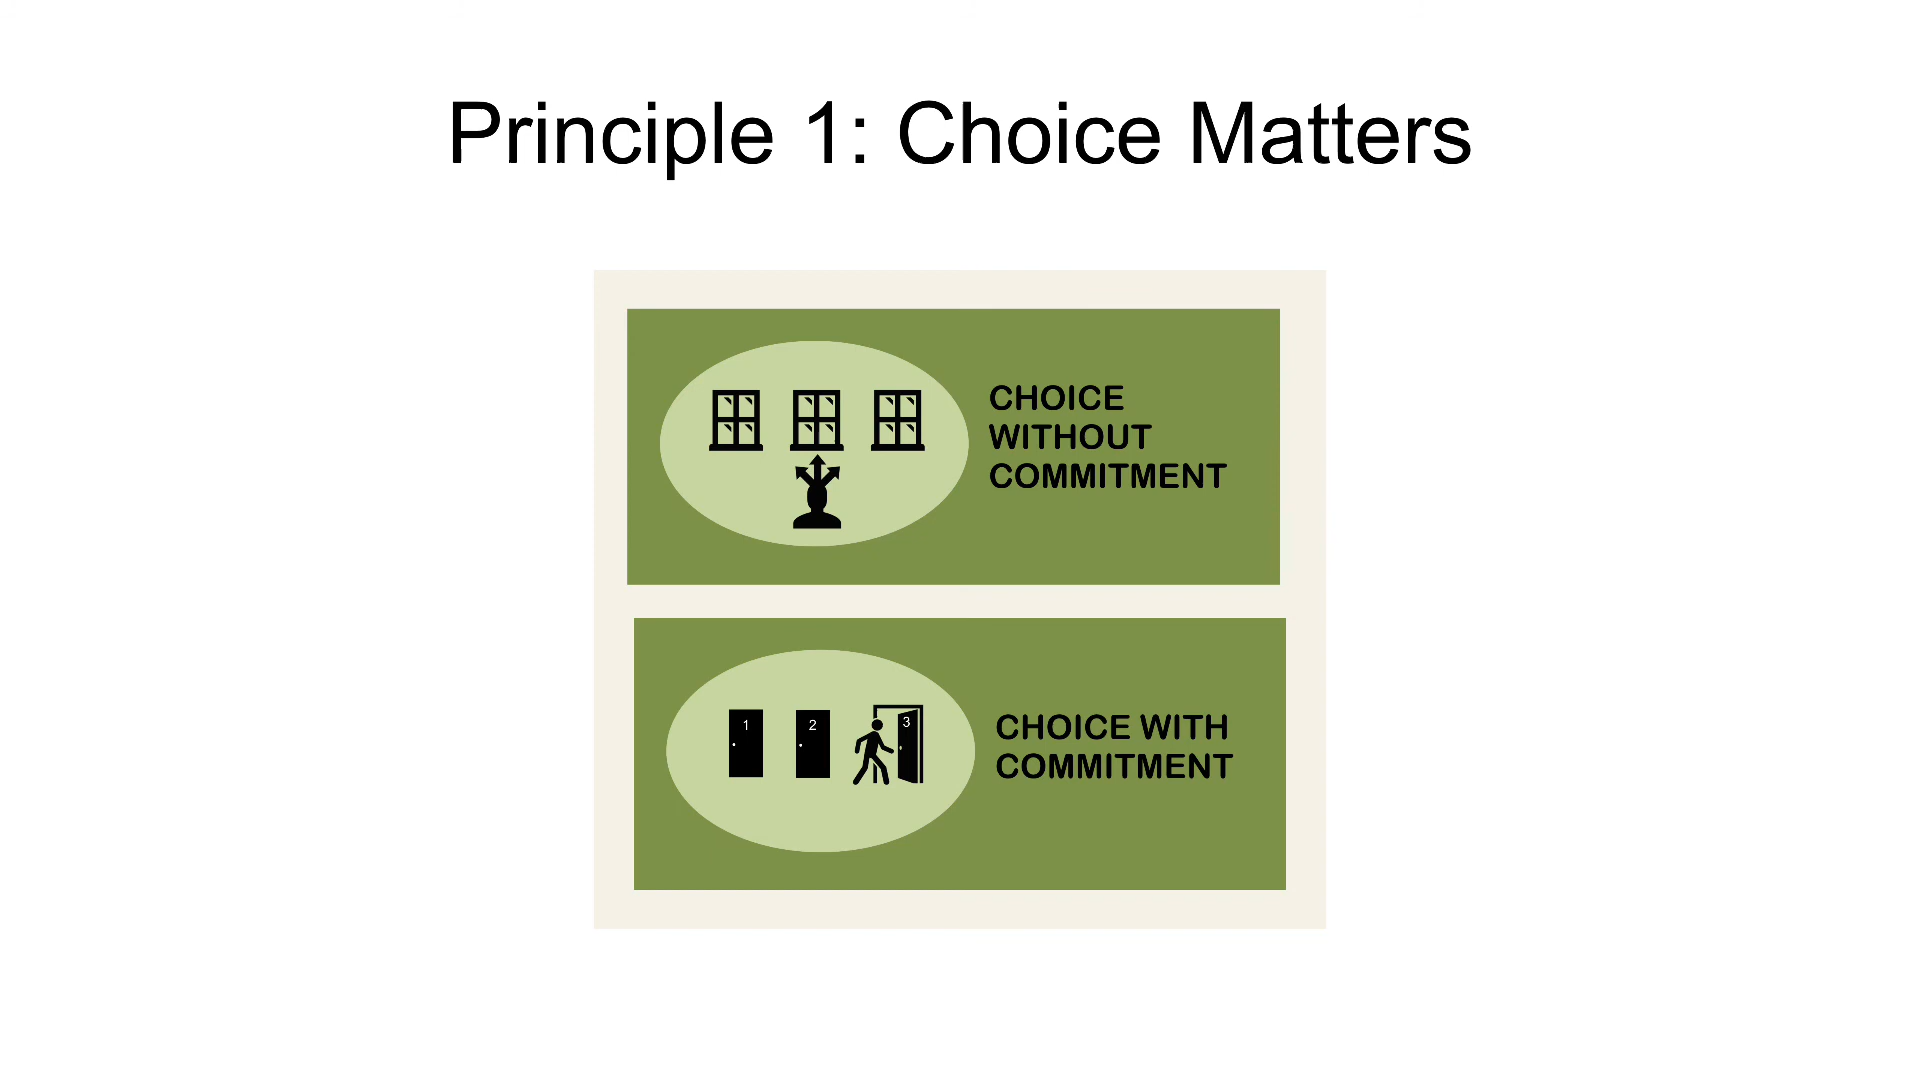 Principle 1: Choice Matters
CHOICE
WITHOUT
COMMITMENT
1 2 3
CHOICE WITH
COMMITMENT